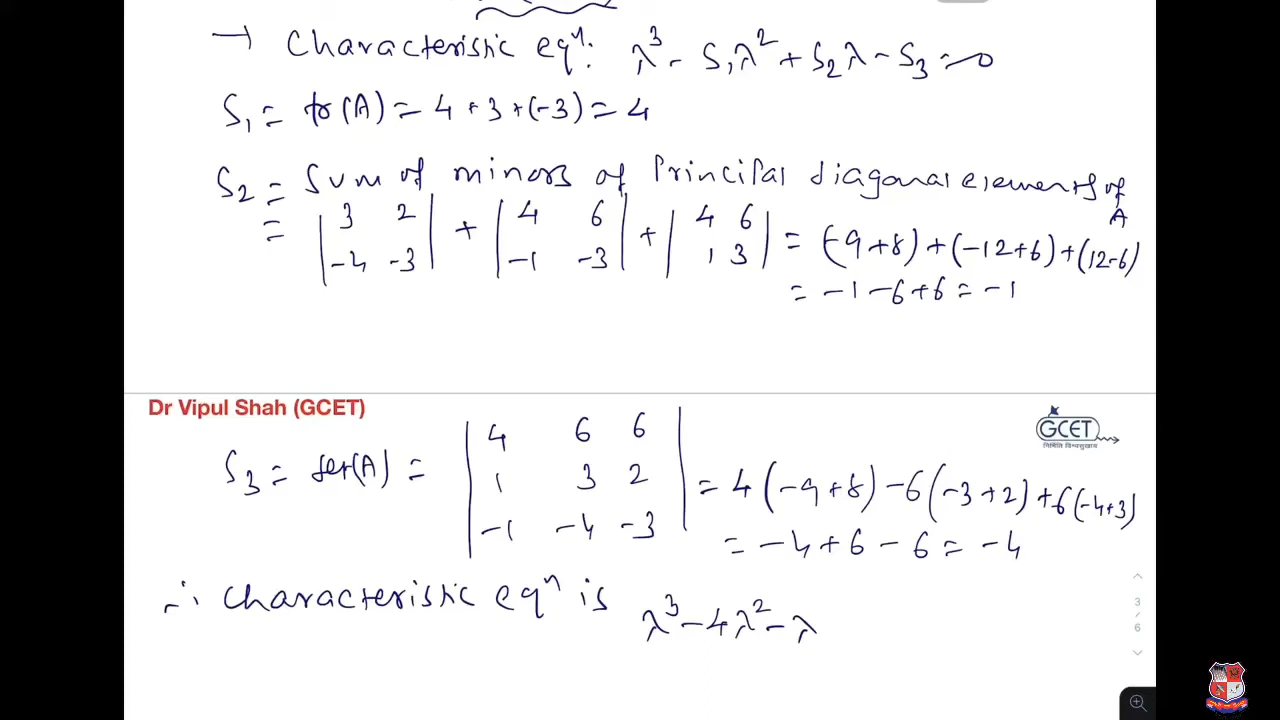 → Characteristic eqⁿ: λ³ - S₁λ² + S₂λ - S₃ = 0
S₁ = tr(A) = 4 + 3 + (-3) = 4
S₂ = Sum of minors of Principal diagonal elements of A
= |3 2; -4 -3| + |4 6; -1 -3| + |4 6; 1 3| = (-9+8) + (-12+6) + (12-6)
= -1 - 6 + 6 = -1
Dr Vipul Shah (GCET)
GCET
S₃ = det(A) = |4 6 6; 1 3 2; -1 -4 -3| = 4(-9+8) - 6(-3+2) + 6(-4+3)
= -4 + 6 - 6 = -4
∴ characteristic eqⁿ is λ³ - 4λ² - λ
3
/
6